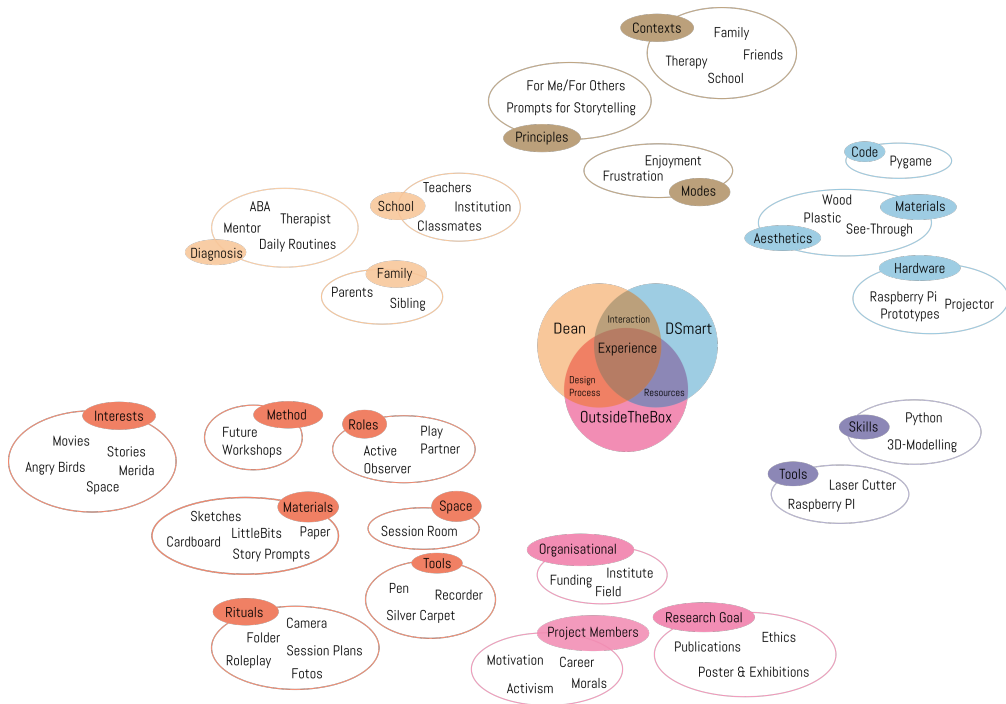 Contexts
Family
Therapy
Friends
School
For Me/For Others
Prompts for Storytelling
Principles
Enjoyment
Frustration
Modes
Code
Pygame
Wood
Materials
Plastic
See-Through
Aesthetics
Hardware
Raspberry Pi
Prototypes
Projector
ABA
Therapist
Mentor
Daily Routines
Diagnosis
School
Teachers
Institution
Classmates
Family
Parents
Sibling
Dean
Interaction
DSmart
Experience
Design
Process
Resources
OutsideTheBox
Interests
Movies
Stories
Angry Birds
Merida
Space
Method
Future
Workshops
Roles
Play
Partner
Active
Observer
Materials
Sketches
LittleBits
Paper
Cardboard
Story Prompts
Space
Session Room
Tools
Pen
Recorder
Silver Carpet
Rituals
Camera
Folder
Session Plans
Roleplay
Fotos
Skills
Python
3D-Modelling
Tools
Laser Cutter
Raspberry PI
Organisational
Funding
Institute
Field
Project Members
Motivation
Career
Activism
Morals
Research Goal
Publications
Ethics
Poster & Exhibitions